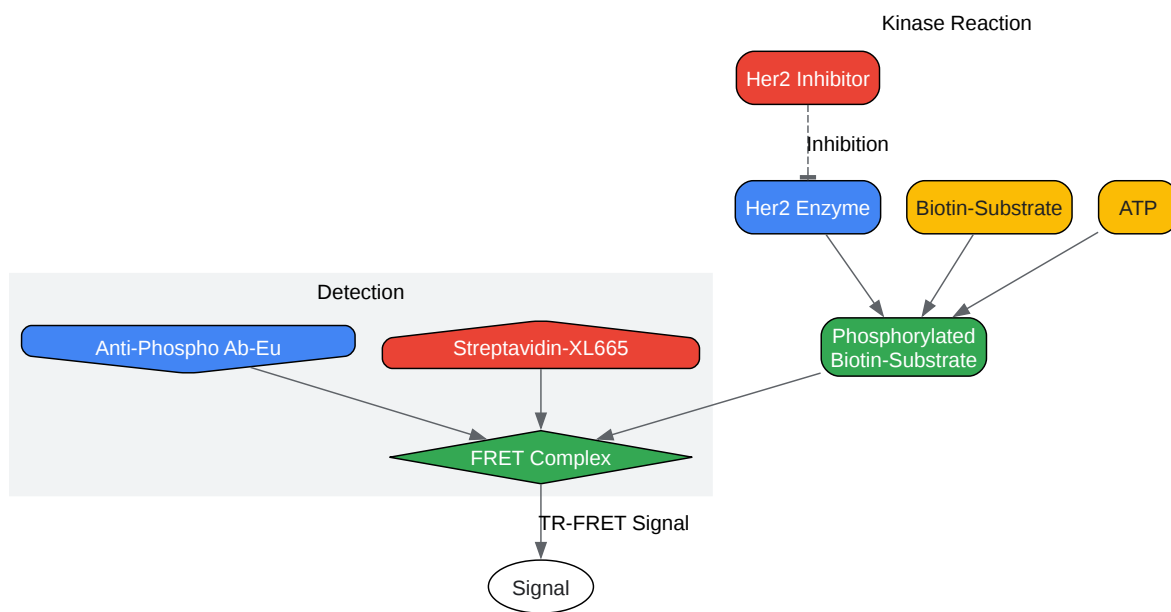 Kinase Reaction
Her2 Inhibitor
Inhibition
Her2 Enzyme
Biotin-Substrate
ATP
Detection
Anti-Phospho Ab-Eu
Streptavidin-XL665
Phosphorylated
Biotin-Substrate
FRET Complex
TR-FRET Signal
Signal